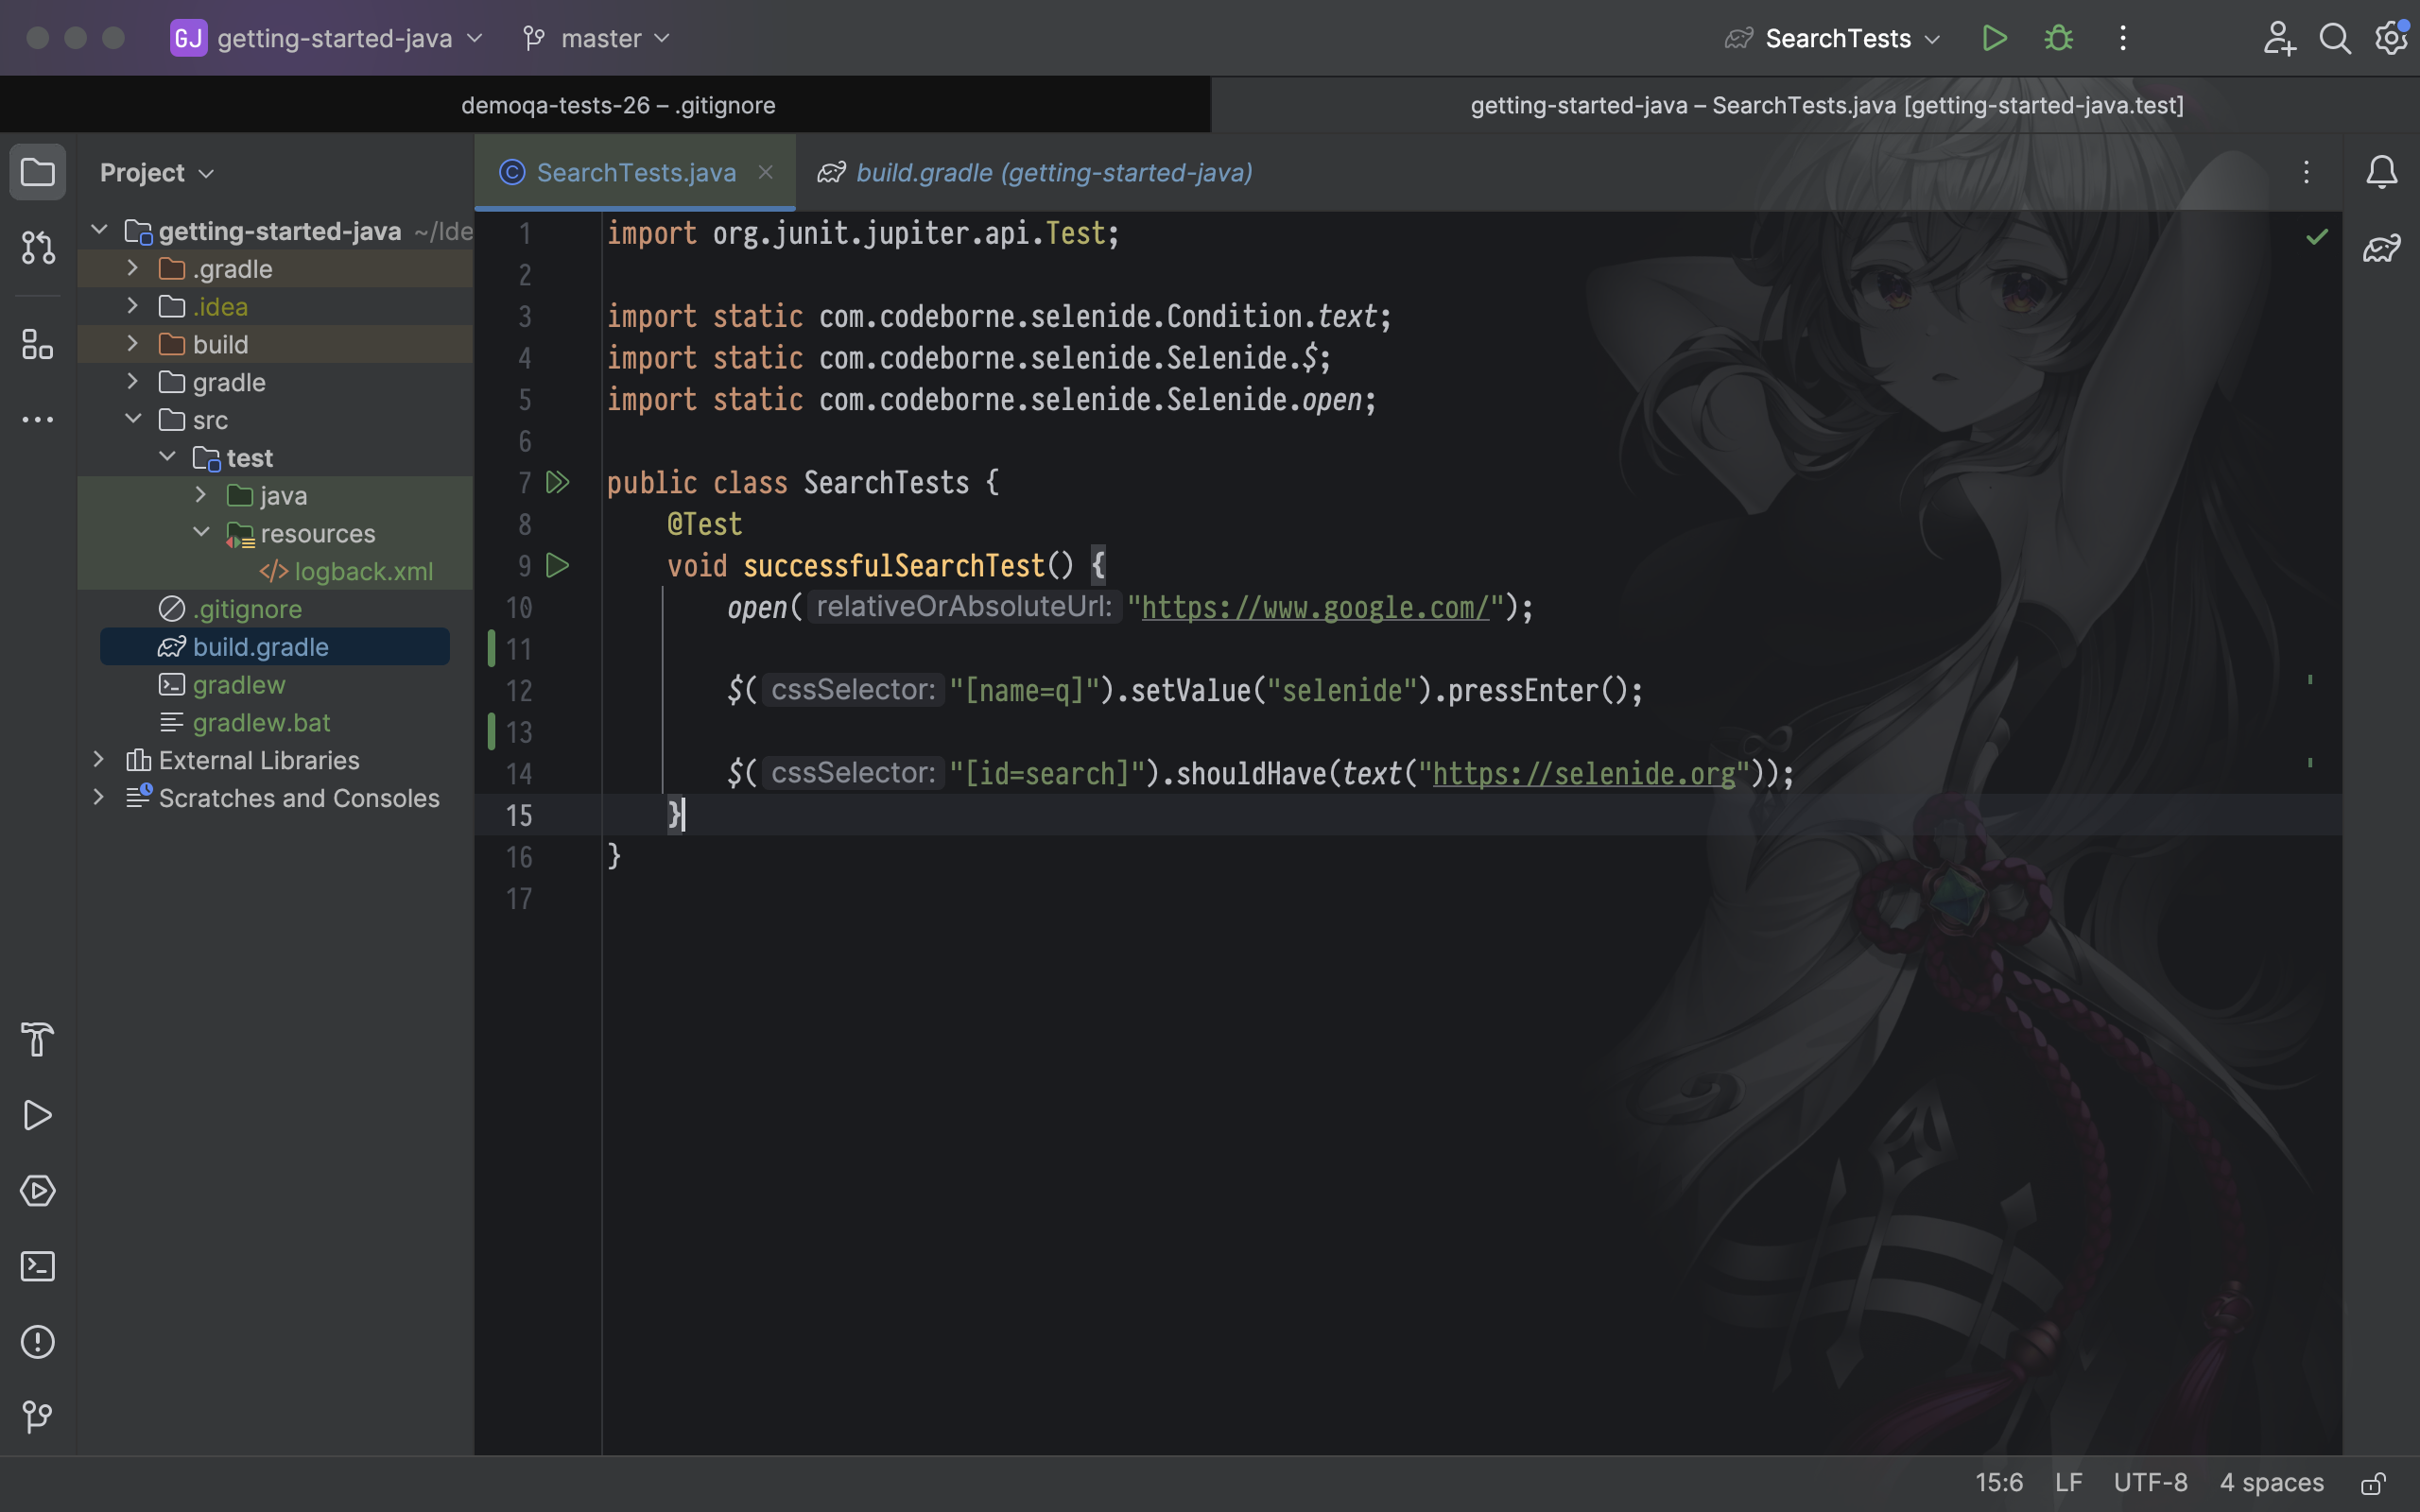 GJ getting-started-java master SearchTests
demoqa-tests-26 – .gitignore
getting-started-java – SearchTests.java [getting-started-java.test]
Project
getting-started-java ~/Ide
.gradle
.idea
build
gradle
src
test
java
resources
logback.xml
.gitignore
build.gradle
gradlew
gradlew.bat
External Libraries
Scratches and Consoles
SearchTests.java
build.gradle (getting-started-java)
1 import org.junit.jupiter.api.Test;
2
3 import static com.codeborne.selenide.Condition.text;
4 import static com.codeborne.selenide.Selenide.$;
5 import static com.codeborne.selenide.Selenide.open;
6
7 public class SearchTests {
8 @Test
9 void successfulSearchTest() {
10 open( relativeOrAbsoluteUrl: "https://www.google.com/");
11
12 $( cssSelector: "[name=q]").setValue("selenide").pressEnter();
13
14 $( cssSelector: "[id=search]").shouldHave(text("https://selenide.org"));
15 }
16 }
17
15:6 LF UTF-8 4 spaces